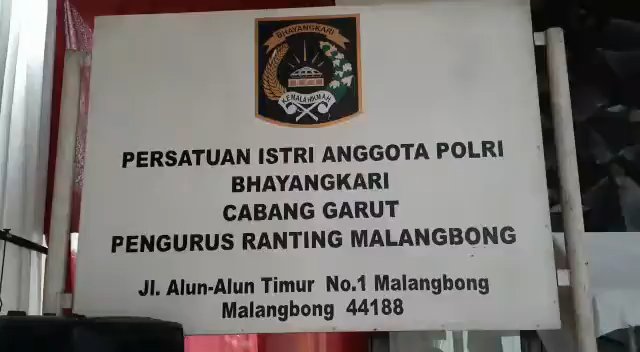 BHAYANGKARI
PERSATUAN ISTRI ANGGOTA POLRI
BHAYANGKARI
CABANG GARUT
PENGURUS RANTING MALANGBONG
Jl. Alun-Alun Timur No.1 Malangbong
Malangbong 44188